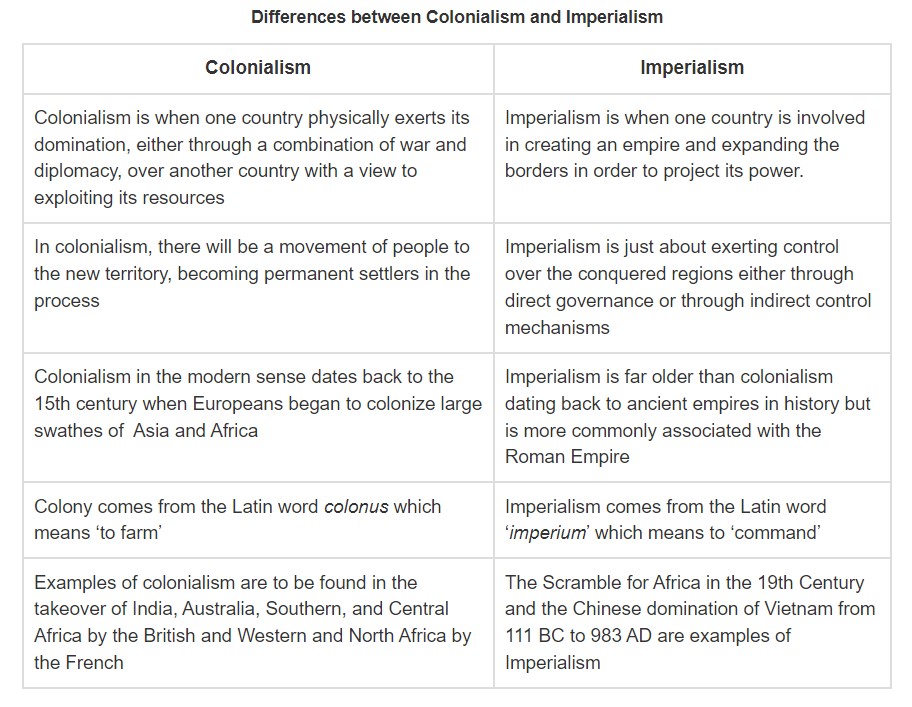 Differences between Colonialism and Imperialism
Colonialism
Imperialism
Colonialism is when one country physically exerts its
domination, either through a combination of war and
diplomacy, over another country with a view to
exploiting its resources
Imperialism is when one country is involved
in creating an empire and expanding the
borders in order to project its power.
In colonialism, there will be a movement of people to
the new territory, becoming permanent settlers in the
process
Imperialism is just about exerting control
over the conquered regions either through
direct governance or through indirect control
mechanisms
Colonialism in the modern sense dates back to the
15th century when Europeans began to colonize large
swathes of  Asia and Africa
Imperialism is far older than colonialism
dating back to ancient empires in history but
is more commonly associated with the
Roman Empire
Colony comes from the Latin word colonus which
means ‘to farm’
Imperialism comes from the Latin word
‘imperium’ which means to ‘command’
Examples of colonialism are to be found in the
takeover of India, Australia, Southern, and Central
Africa by the British and Western and North Africa by
the French
The Scramble for Africa in the 19th Century
and the Chinese domination of Vietnam from
111 BC to 983 AD are examples of
Imperialism